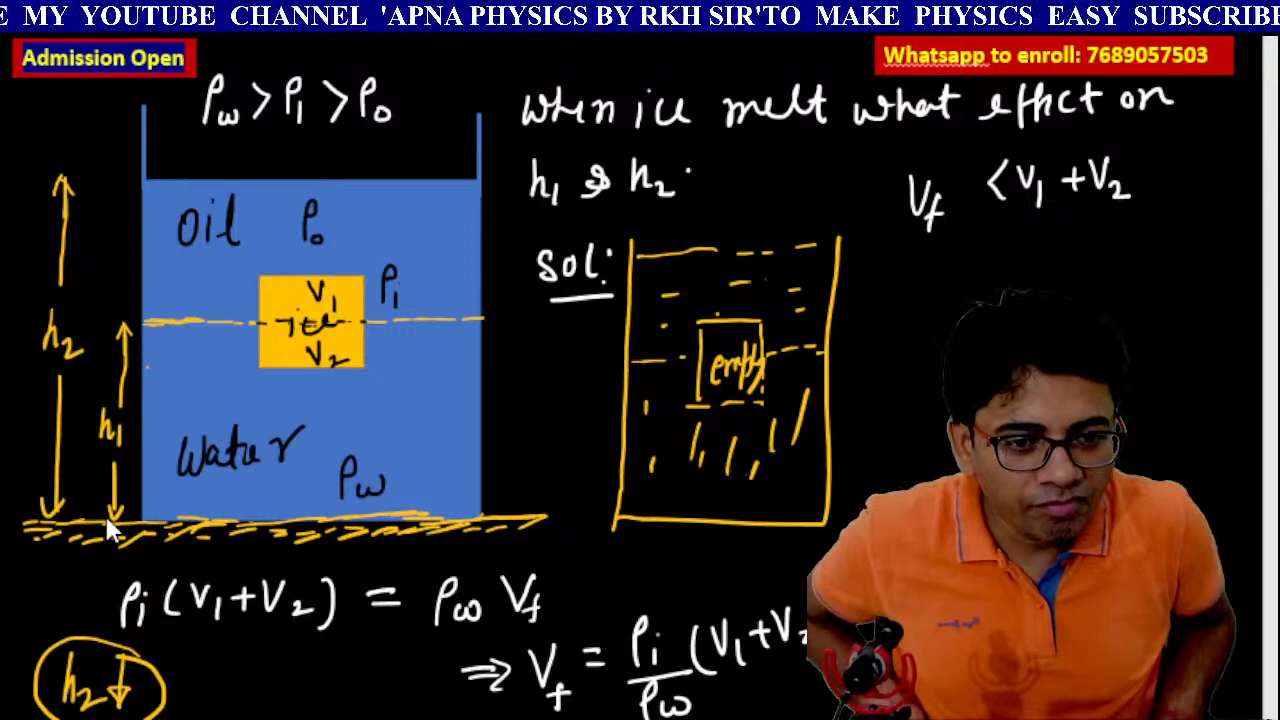 E MY YOUTUBE CHANNEL 'APNA PHYSICS BY RKH SIR'TO MAKE PHYSICS EASY SUBSCRIBE
Admission Open
Whatsapp to enroll: 7689057503
ρw > ρi > ρo
when ice melt what effect on
h1 & h2.
Vf < V1 + V2
sol:
Oil ρo
V1
ρi
ice
V2
empty
h2
h1
Water
ρw
ρi (V1+V2) = ρw Vf
⇒ Vf = ρi/ρw (V1+V2
h2↓